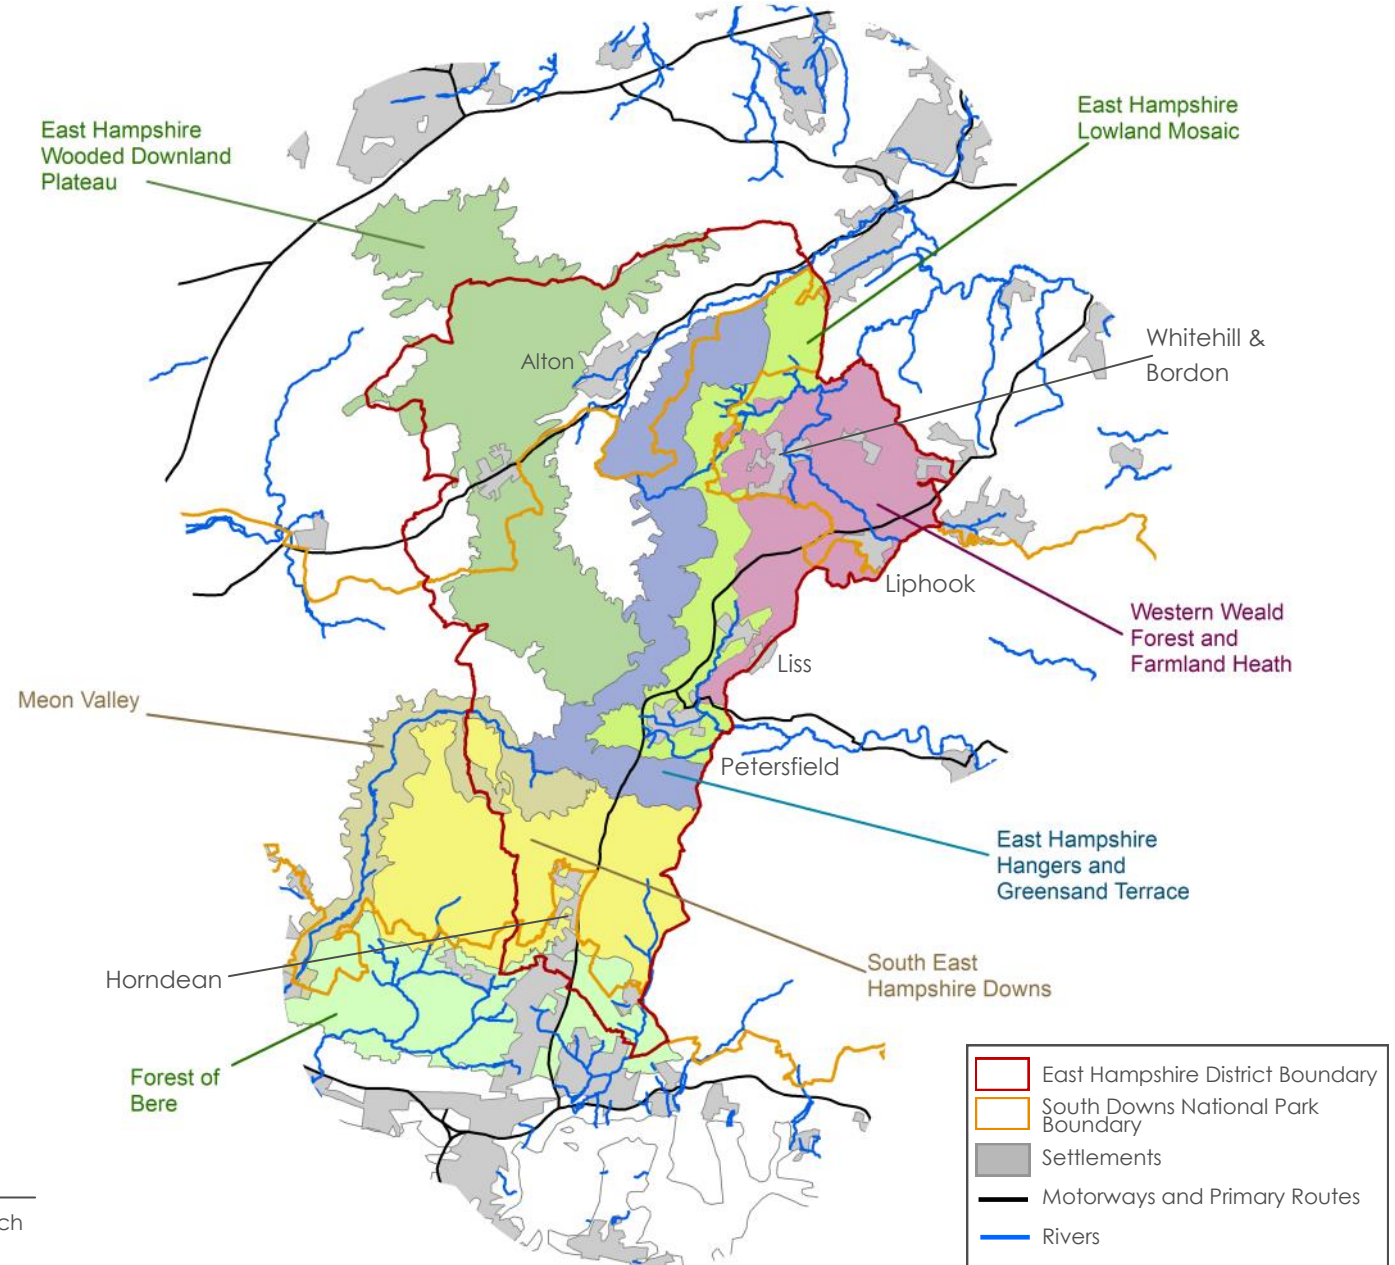 East Hampshire
Lowland Mosaic
East Hampshire
Wooded Downland
Plateau
Whitehill &
Bordon
Alton
Liphook
Western Weald
Forest and
Farmland Heath
Liss
Meon Valley
Petersfield
East Hampshire
Hangers and
Greensand Terrace
Horndean
South East
Hampshire Downs
Forest of
Bere
East Hampshire District Boundary
South Downs National Park
Boundary
Settlements
Motorways and Primary Routes
Rivers
ch